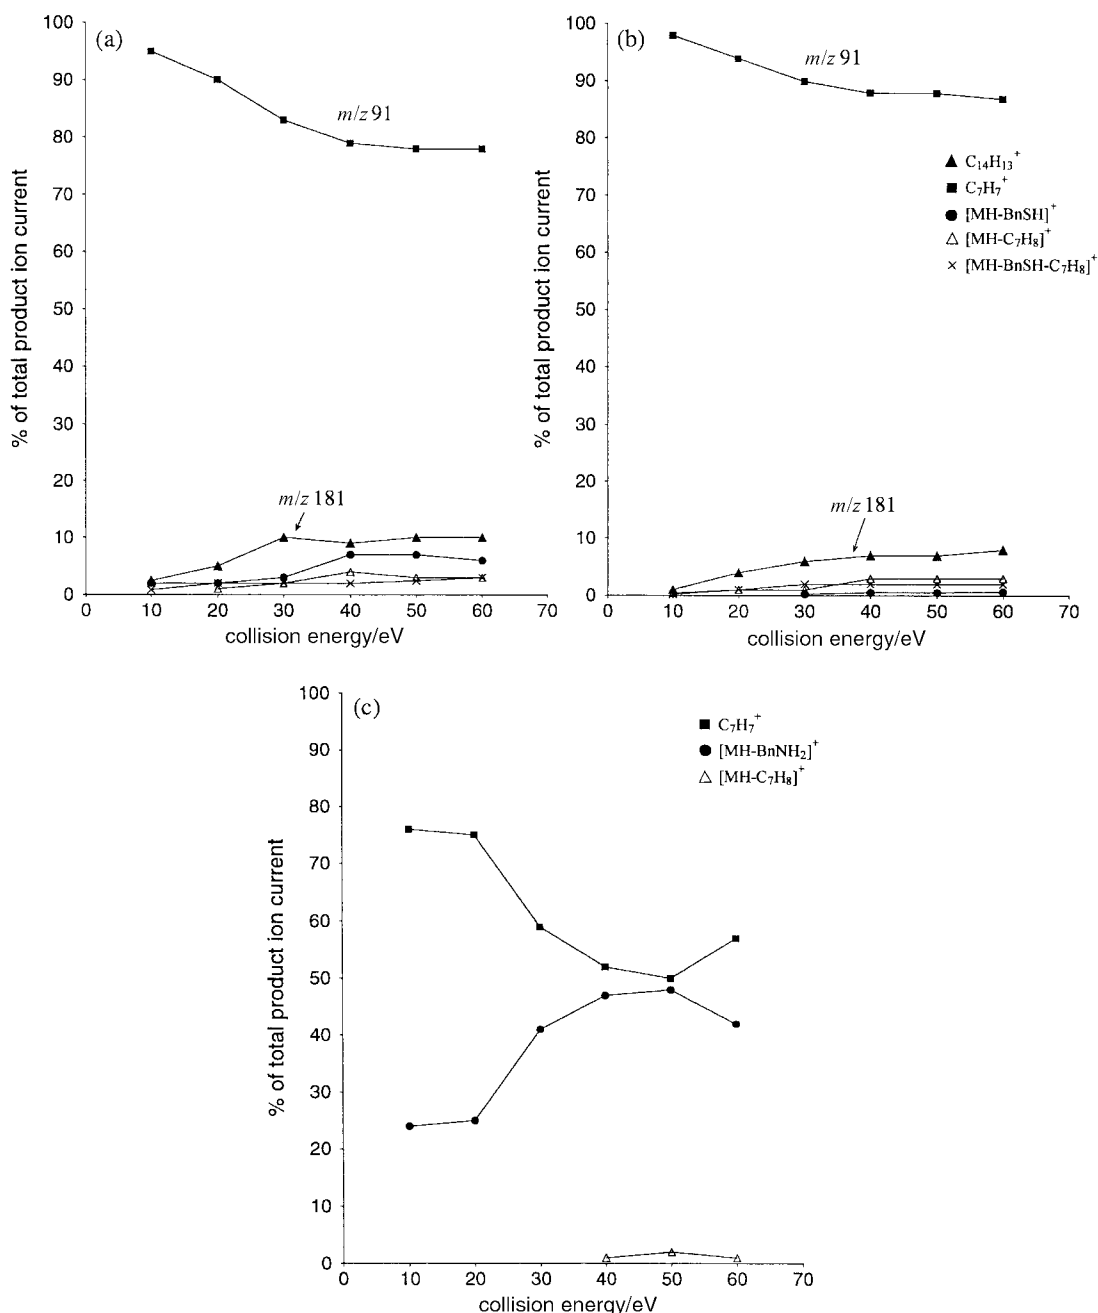 (a)
m/z 91
m/z 181
% of total product ion current
100
90
80
70
60
50
40
30
20
10
0
0 10 20 30 40 50 60 70
collision energy/eV
(b)
m/z 91
C₁₄H₁₃⁺
C₇H₇⁺
[MH-BnSH]⁺
[MH-C₇H₈]⁺
[MH-BnSH-C₇H₈]⁺
m/z 181
% of total product ion current
100
90
80
70
60
50
40
30
20
10
0
0 10 20 30 40 50 60 70
collision energy/eV
(c)
C₇H₇⁺
[MH-BnNH₂]⁺
[MH-C₇H₈]⁺
% of total product ion current
100
90
80
70
60
50
40
30
20
10
0
0 10 20 30 40 50 60 70
collision energy/eV